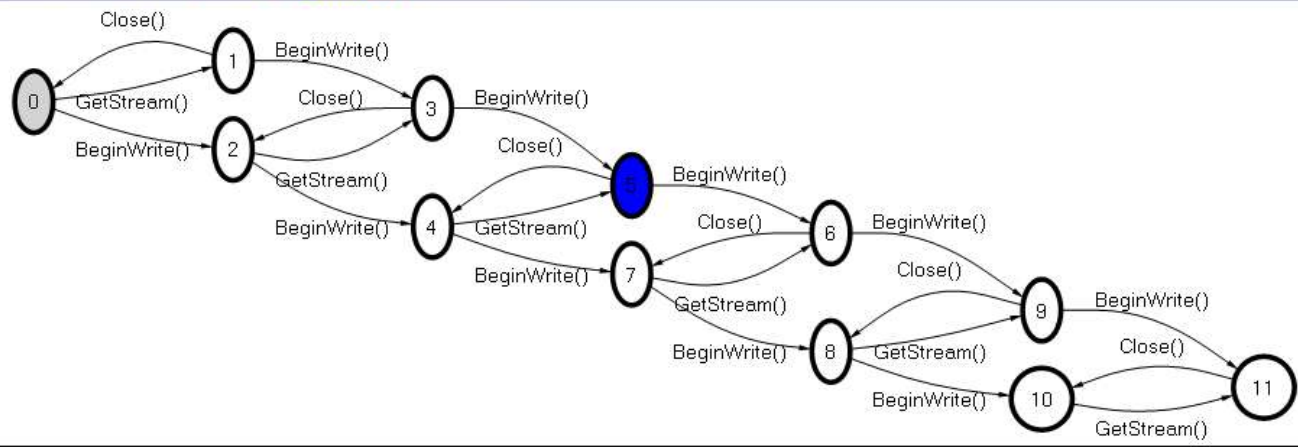 Close()
1
BeginWrite()
0
GetStream()
Close()
3
BeginWrite()
BeginWrite()
2
Close()
GetStream()
5
BeginWrite()
BeginWrite()
4
GetStream()
Close()
6
BeginWrite()
BeginWrite()
7
Close()
GetStream()
9
BeginWrite()
BeginWrite()
8
GetStream()
Close()
BeginWrite()
10
11
GetStream()